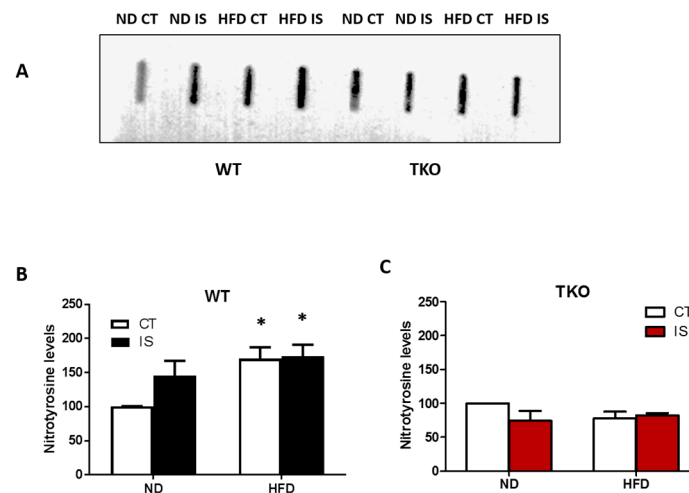 ND CT ND IS HFD CT HFD IS ND CT ND IS HFD CT HFD IS
A
WT TKO
B
WT
* *
CT
IS
Nitrotyrosine levels
250
200
150
100
50
0
ND HFD
C
TKO
CT
IS
Nitrotyrosine levels
250
200
150
100
50
0
ND HFD